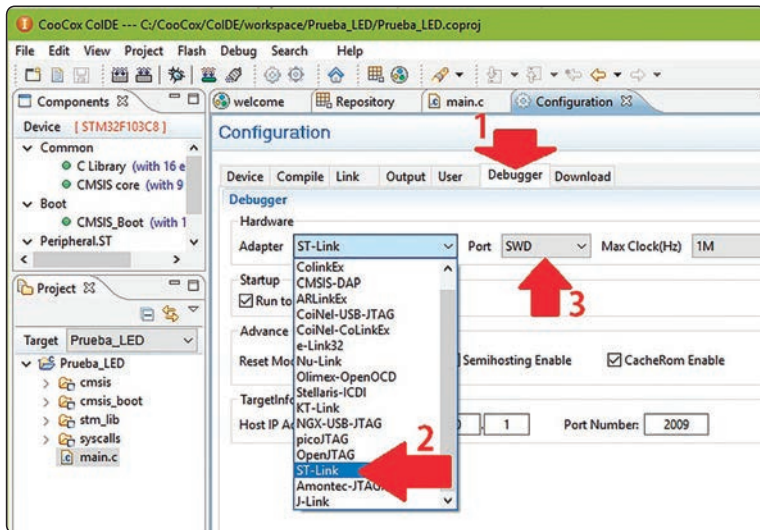 CooCox CoIDE --- C:/CooCox/CoIDE/workspace/Prueba_LED/Prueba_LED.coproj
File Edit View Project Flash Debug Search Help
Components
Device [ STM32F103C8 ]
Common
C Library (with 16 e
CMSIS core (with 9
Boot
CMSIS_Boot (with 1
Peripheral.ST
Project
Target Prueba_LED
Prueba_LED
cmsis
cmsis_boot
stm_lib
syscalls
main.c
welcome Repository main.c Configuration
Configuration
1
Device Compile Link Output User Debugger Download
Debugger
Hardware
Adapter ST-Link Port SWD Max Clock(Hz) 1M
ColinkEx
CMSIS-DAP
ARLinkEx
CoiNel-USB-JTAG
CoiNel-CoLinkEx
e-Link32
Nu-Link
Olimex-OpenOCD
Stellaris-ICDI
KT-Link
NGX-USB-JTAG
picoJTAG
OpenJTAG
ST-Link
Amontec-JTAG
J-Link
3
2
Startup
Run to
Advance
Reset Mo Semihosting Enable CacheRom Enable
TargetInfo
Host IP A 0 . 1 Port Number: 2009